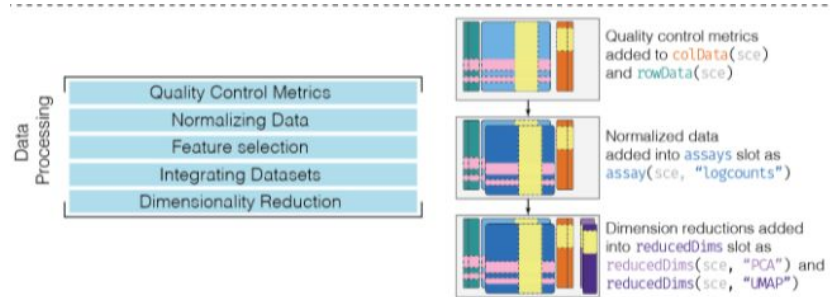 Data
Processing
Quality Control Metrics
Normalizing Data
Feature selection
Integrating Datasets
Dimensionality Reduction
Quality control metrics
added to colData(sce)
and rowData(sce)
Normalized data
added into assays slot as
assay(sce, "logcounts")
Dimension reductions added
into reducedDims slot as
reducedDims(sce, "PCA") and
reducedDims(sce, "UMAP")